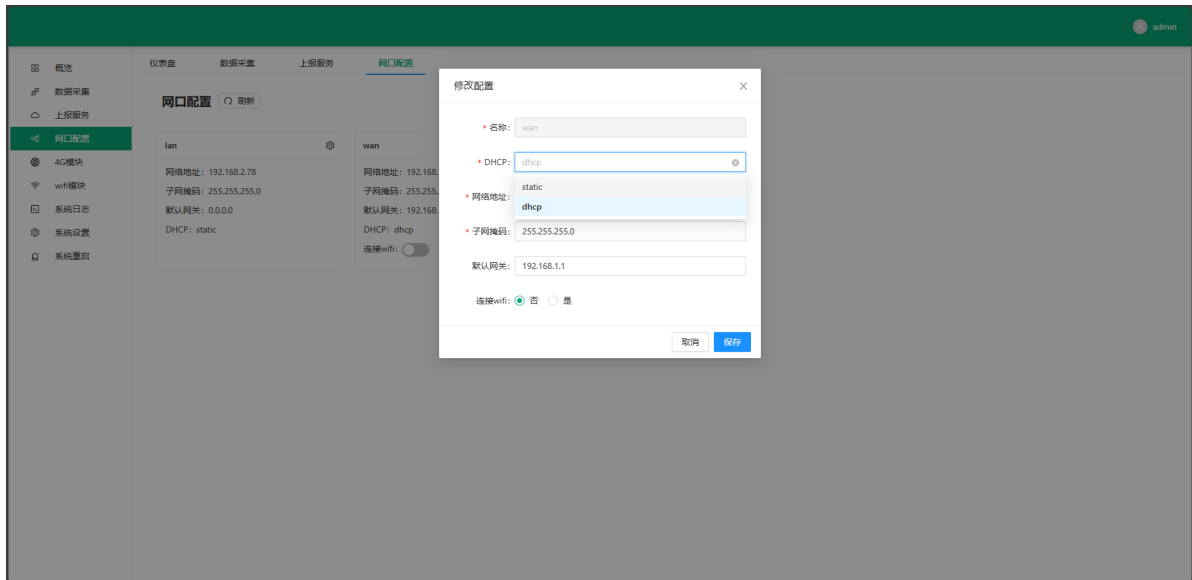 admin
概览
数据采集
上报服务
网口配置
4G模块
wifi模块
系统日志
系统设置
系统重启
仪表盘 数据采集 上报服务 网口配置
网口配置 刷新
lan
网络地址: 192.168.2.78
子网掩码: 255.255.255.0
默认网关: 0.0.0.0
DHCP: static
wan
网络地址: 192.168.
子网掩码: 255.255.
默认网关: 192.168.
DHCP: dhcp
连接wifi:
修改配置
* 名称: wan
* DHCP: dhcp
static
dhcp
* 网络地址:
* 子网掩码: 255.255.255.0
默认网关: 192.168.1.1
连接wifi: 否 是
取消 保存